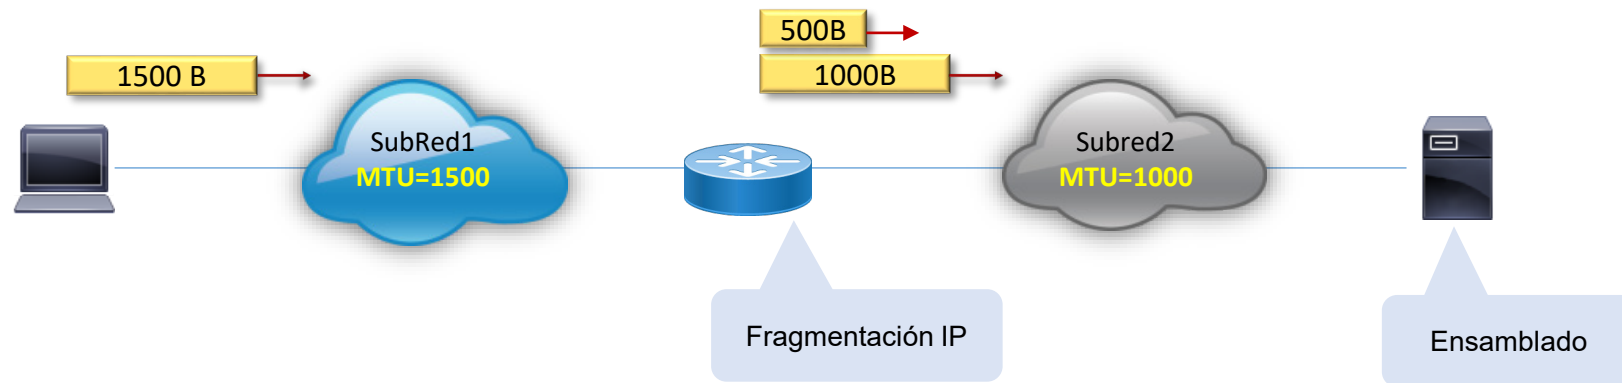 500B
1500 B
1000B
SubRed1
MTU=1500
Subred2
MTU=1000
Fragmentación IP
Ensamblado